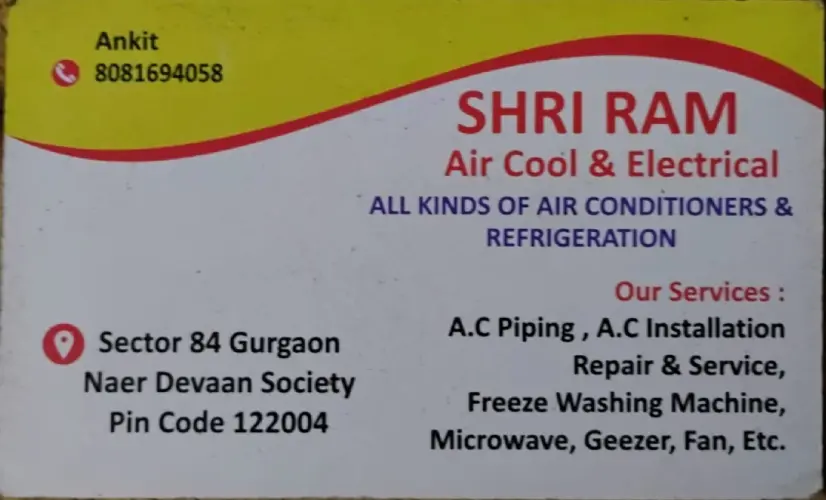 Ankit
8081694058
SHRI RAM
Air Cool & Electrical
ALL KINDS OF AIR CONDITIONERS &
REFRIGERATION
Our Services :
A.C Piping , A.C Installation
Repair & Service,
Freeze Washing Machine,
Microwave, Geezer, Fan, Etc.
Sector 84 Gurgaon
Naer Devaan Society
Pin Code 122004